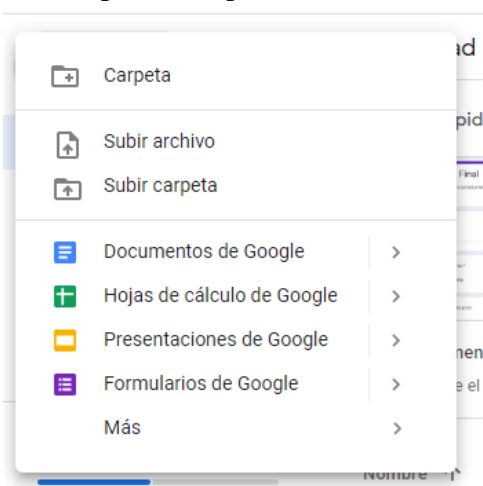 ad
Carpeta
pid
Subir archivo
Final
Subir carpeta
Documentos de Google
Hojas de cálculo de Google
Presentaciones de Google
men
Formularios de Google
e el
Más
Nombre